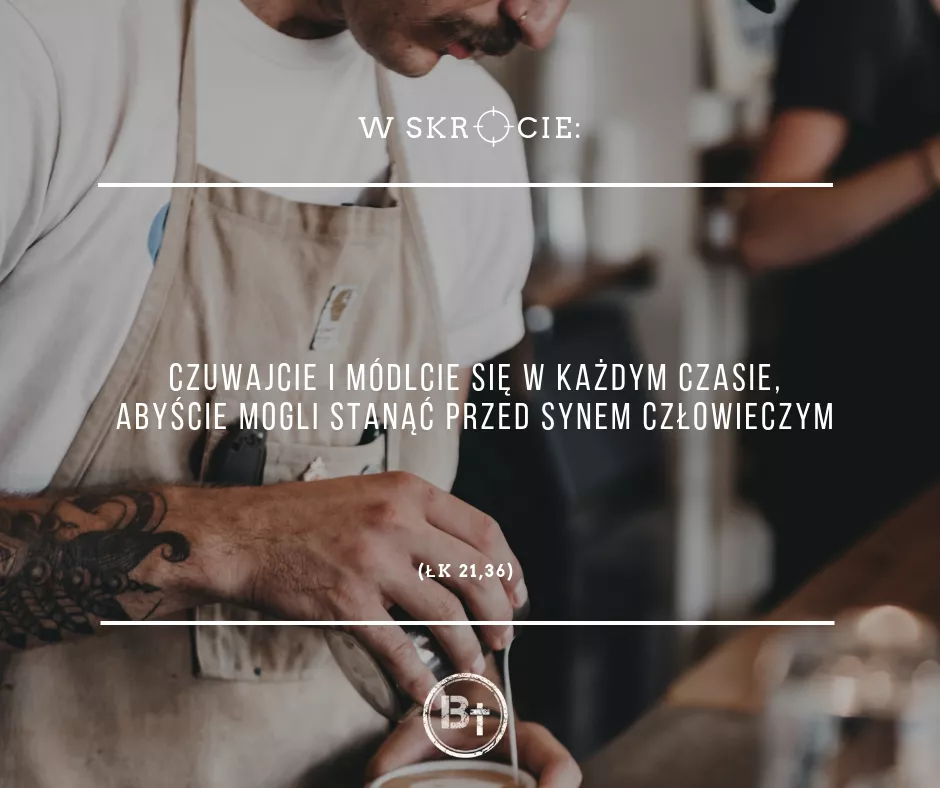 W SKRÓCIE:
CZUWAJCIE I MÓDLCIE SIĘ W KAŻDYM CZASIE,
ABYŚCIE MOGLI STANĄĆ PRZED SYNEM CZŁOWIECZYM
(ŁK 21,36)
B†